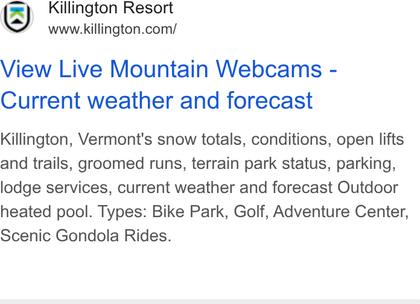 Killington Resort
www.killington.com/
View Live Mountain Webcams -
Current weather and forecast
Killington, Vermont's snow totals, conditions, open lifts
and trails, groomed runs, terrain park status, parking,
lodge services, current weather and forecast Outdoor
heated pool. Types: Bike Park, Golf, Adventure Center,
Scenic Gondola Rides.